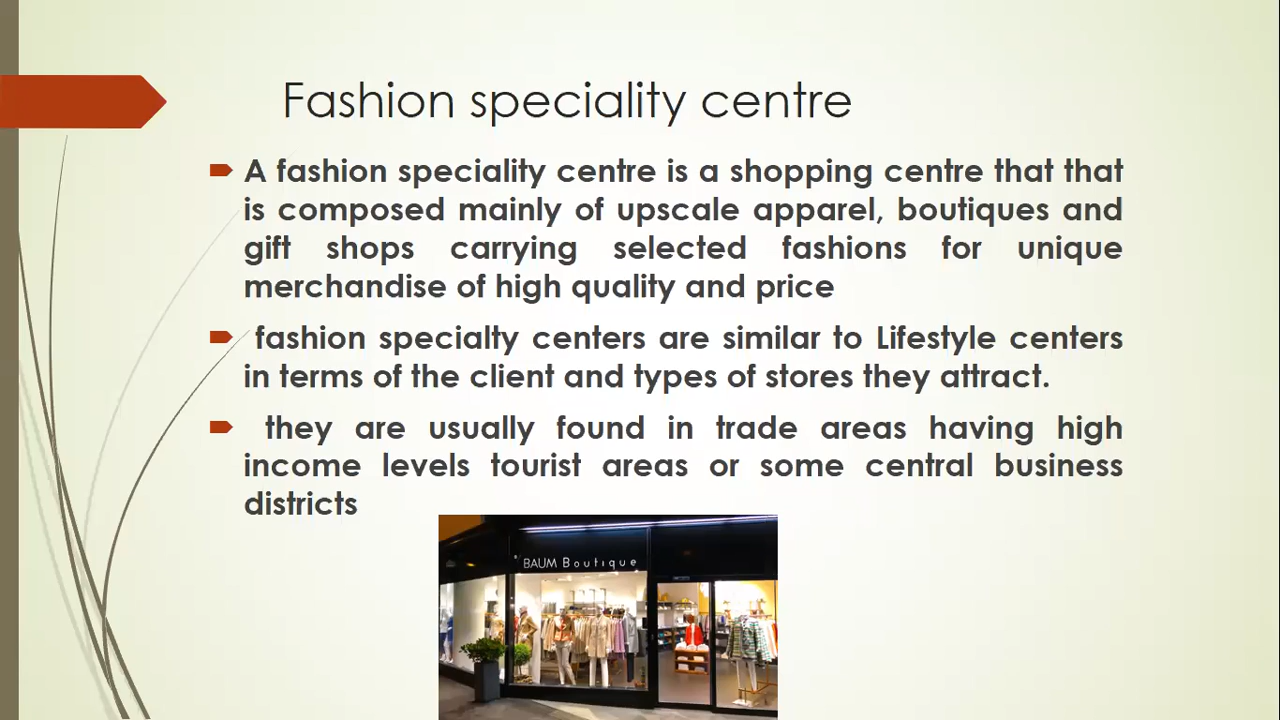 Fashion speciality centre
A fashion speciality centre is a shopping centre that that
is composed mainly of upscale apparel, boutiques and
gift shops carrying selected fashions for unique
merchandise of high quality and price
fashion specialty centers are similar to Lifestyle centers
in terms of the client and types of stores they attract.
they are usually found in trade areas having high
income levels tourist areas or some central business
districts
BAUM Boutique